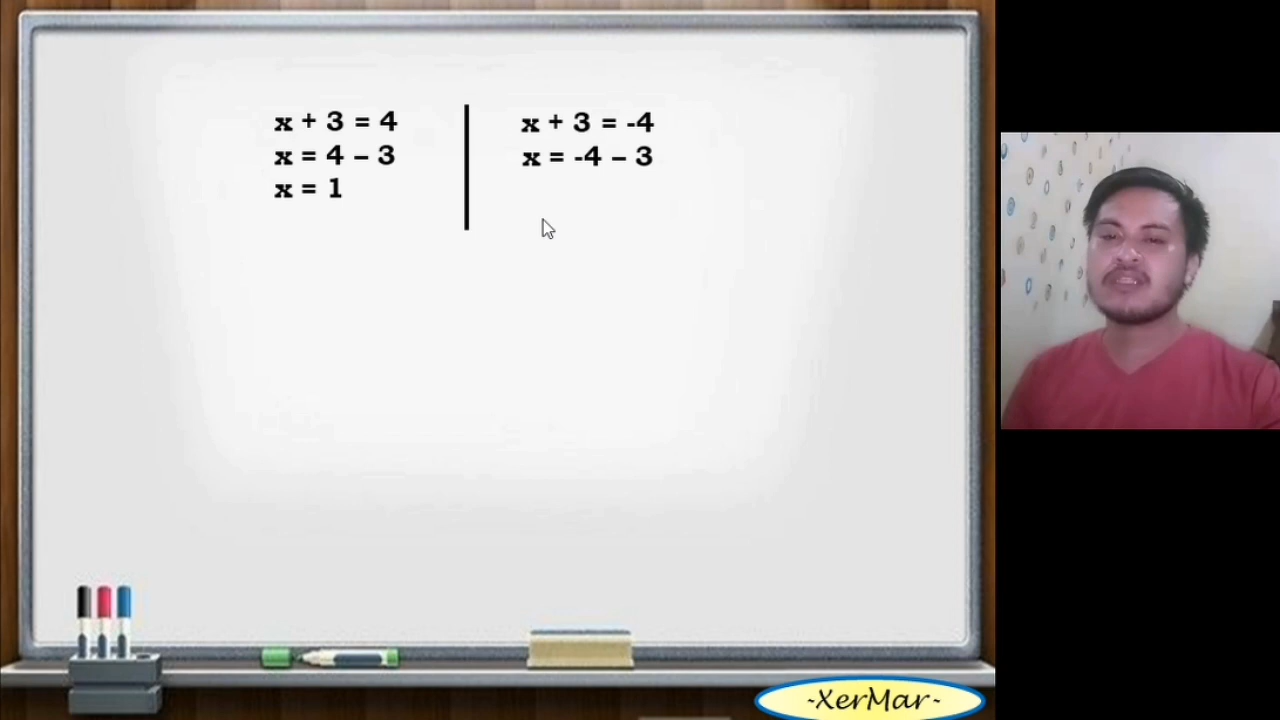 x + 3 = 4
x = 4 – 3
x = 1
x + 3 = -4
x = -4 – 3
-XerMar-